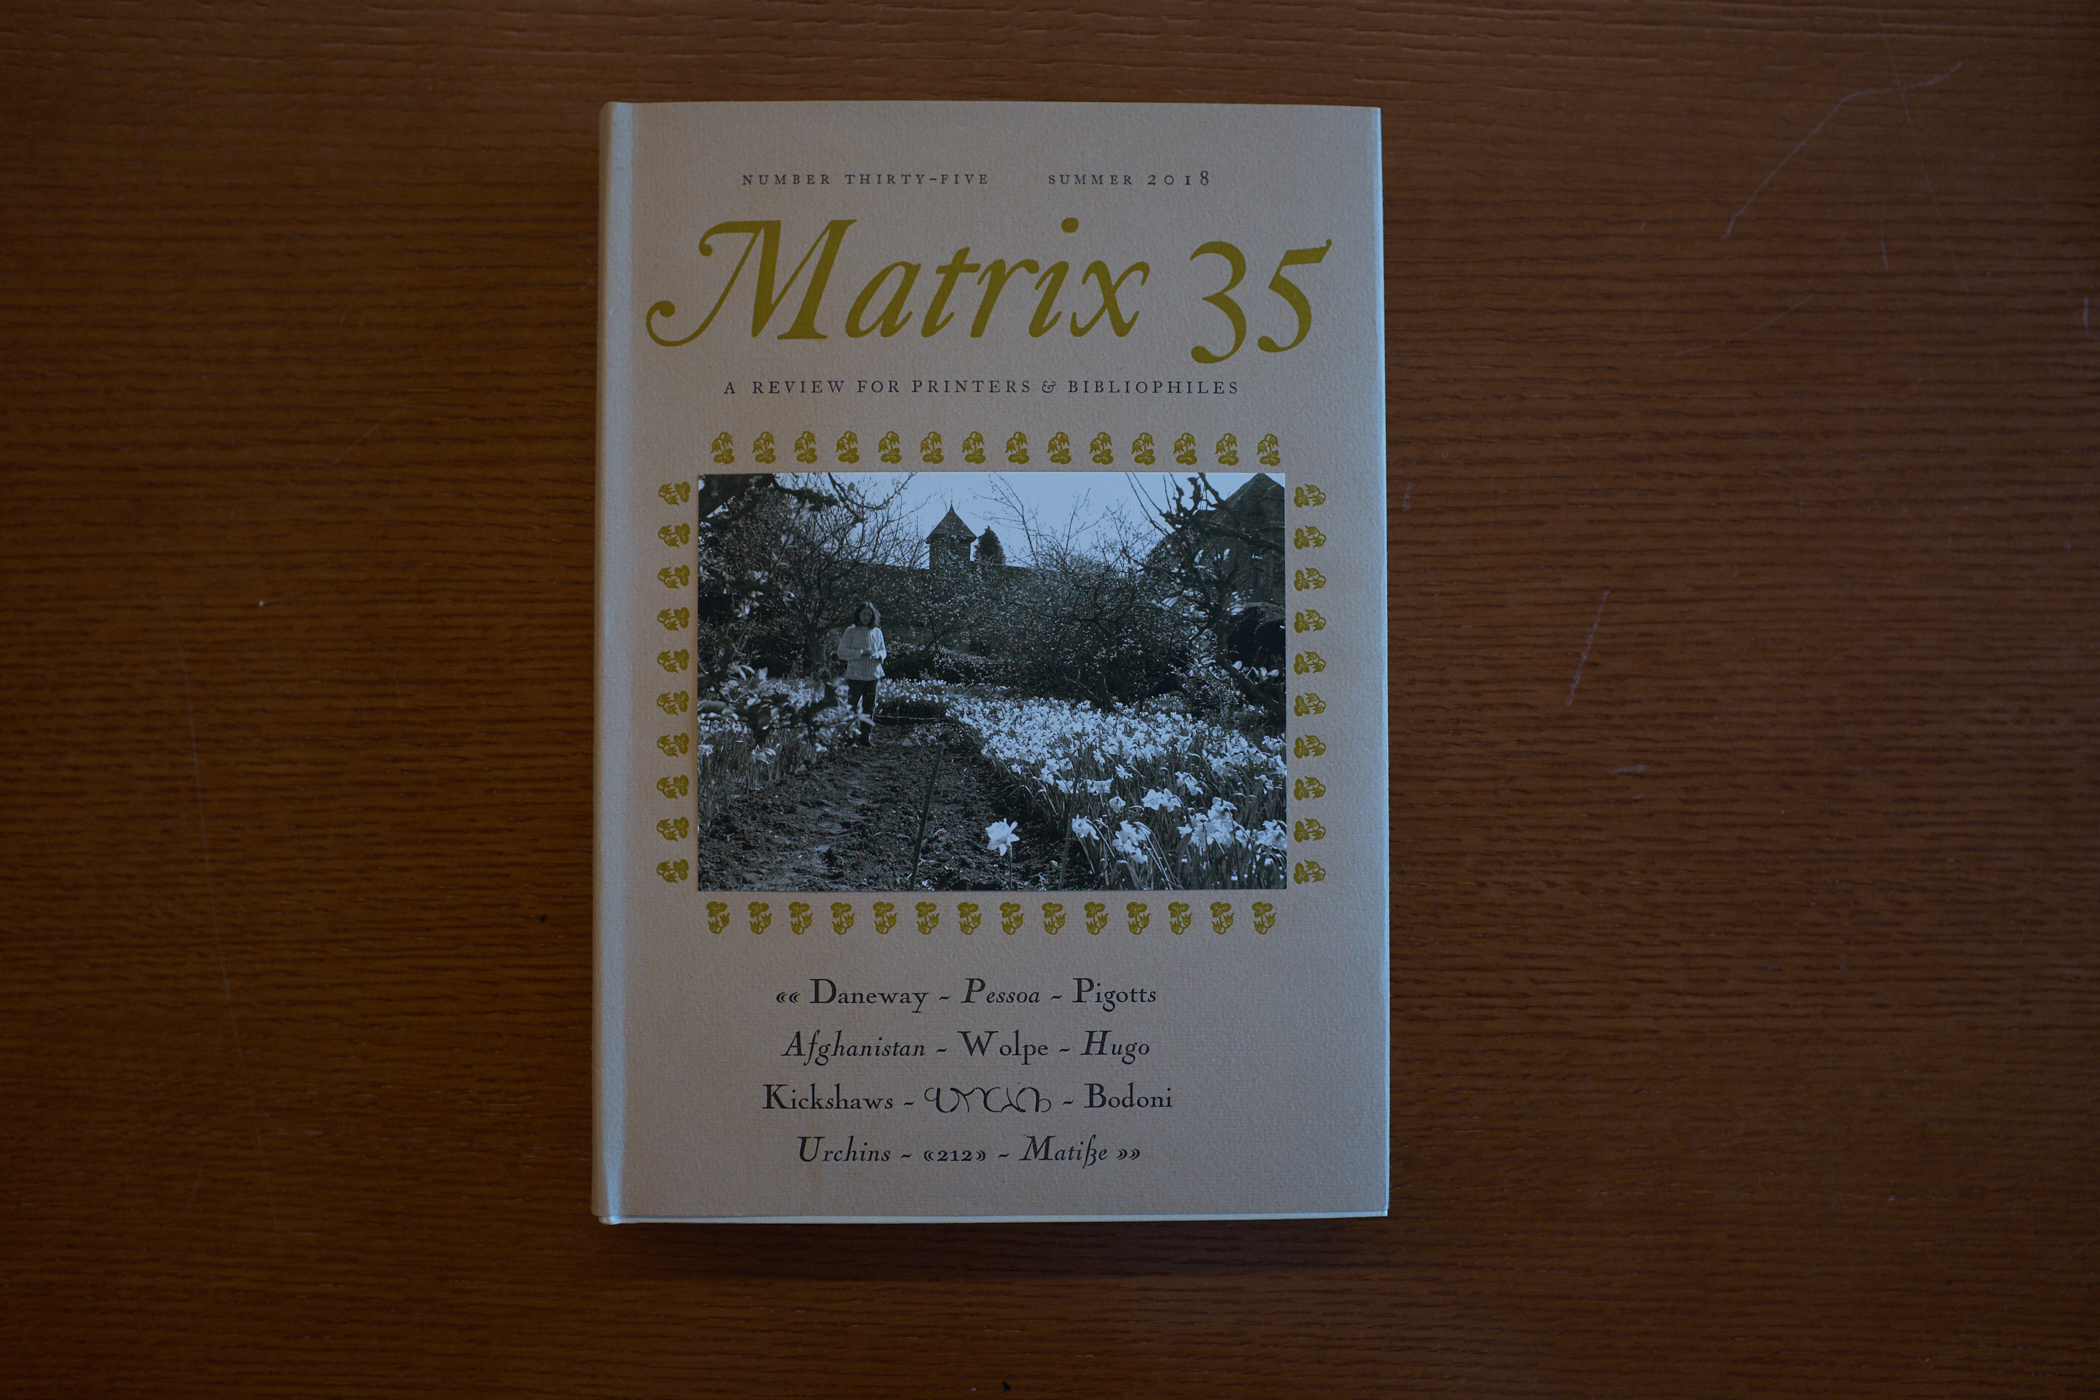 NUMBER THIRTY-FIVE SUMMER 2018
Matrix 35
A REVIEW FOR PRINTERS & BIBLIOPHILES
«« Daneway ~ Pessoa ~ Pigotts
Afghanistan ~ Wolpe ~ Hugo
Kickshaws ~ ~ Bodoni
Urchins ~ «212» ~ Matiße »»